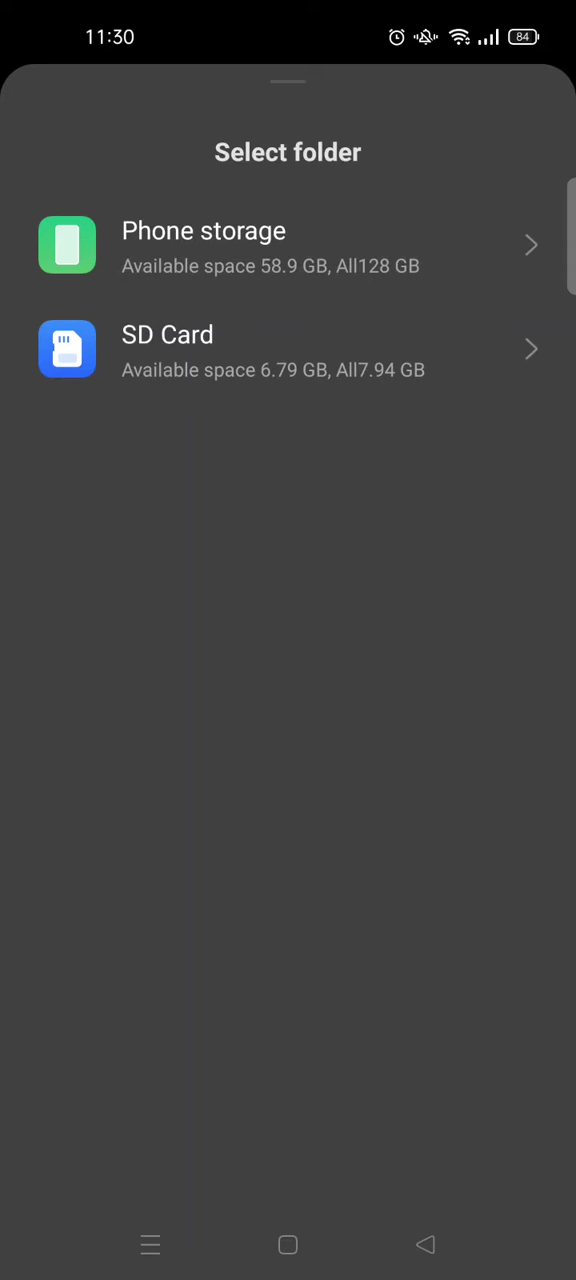 11:30
84
Select folder
Phone storage
Available space 58.9 GB, All128 GB
SD Card
Available space 6.79 GB, All7.94 GB